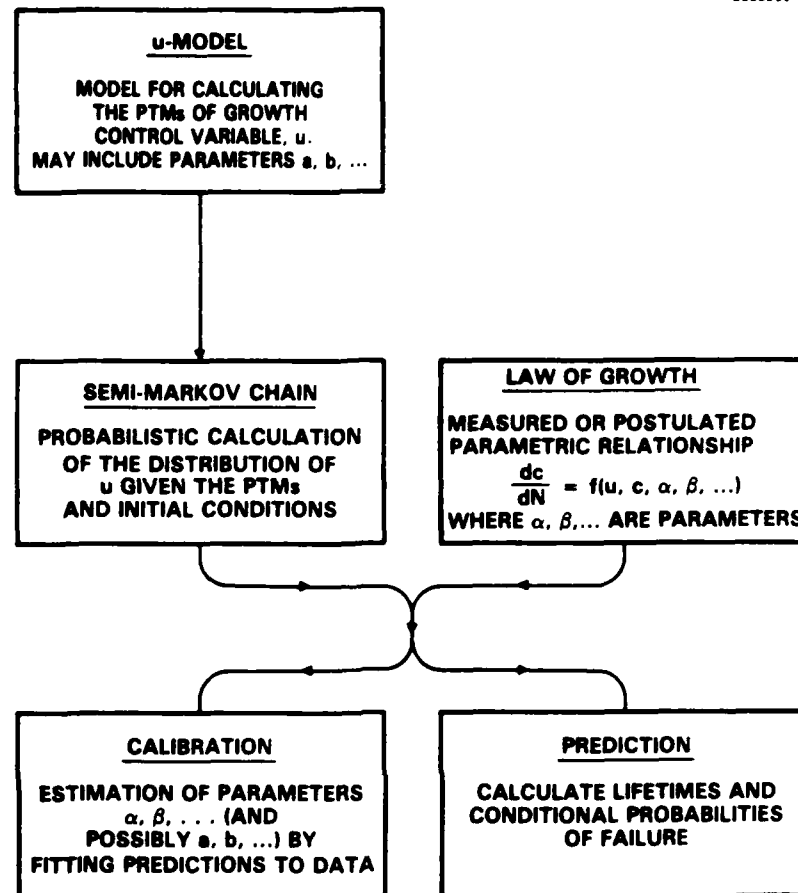 u-MODEL
MODEL FOR CALCULATING
THE PTMs OF GROWTH
CONTROL VARIABLE, u.
MAY INCLUDE PARAMETERS a, b, ...
SEMI-MARKOV CHAIN
PROBABILISTIC CALCULATION
OF THE DISTRIBUTION OF
u GIVEN THE PTMs
AND INITIAL CONDITIONS
LAW OF GROWTH
MEASURED OR POSTULATED
PARAMETRIC RELATIONSHIP
dc/dN = f(u, c, α, β, ...)
WHERE α, β,... ARE PARAMETERS
CALIBRATION
ESTIMATION OF PARAMETERS
α, β, . . . (AND
POSSIBLY a, b, ...) BY
FITTING PREDICTIONS TO DATA
PREDICTION
CALCULATE LIFETIMES AND
CONDITIONAL PROBABILITIES
OF FAILURE